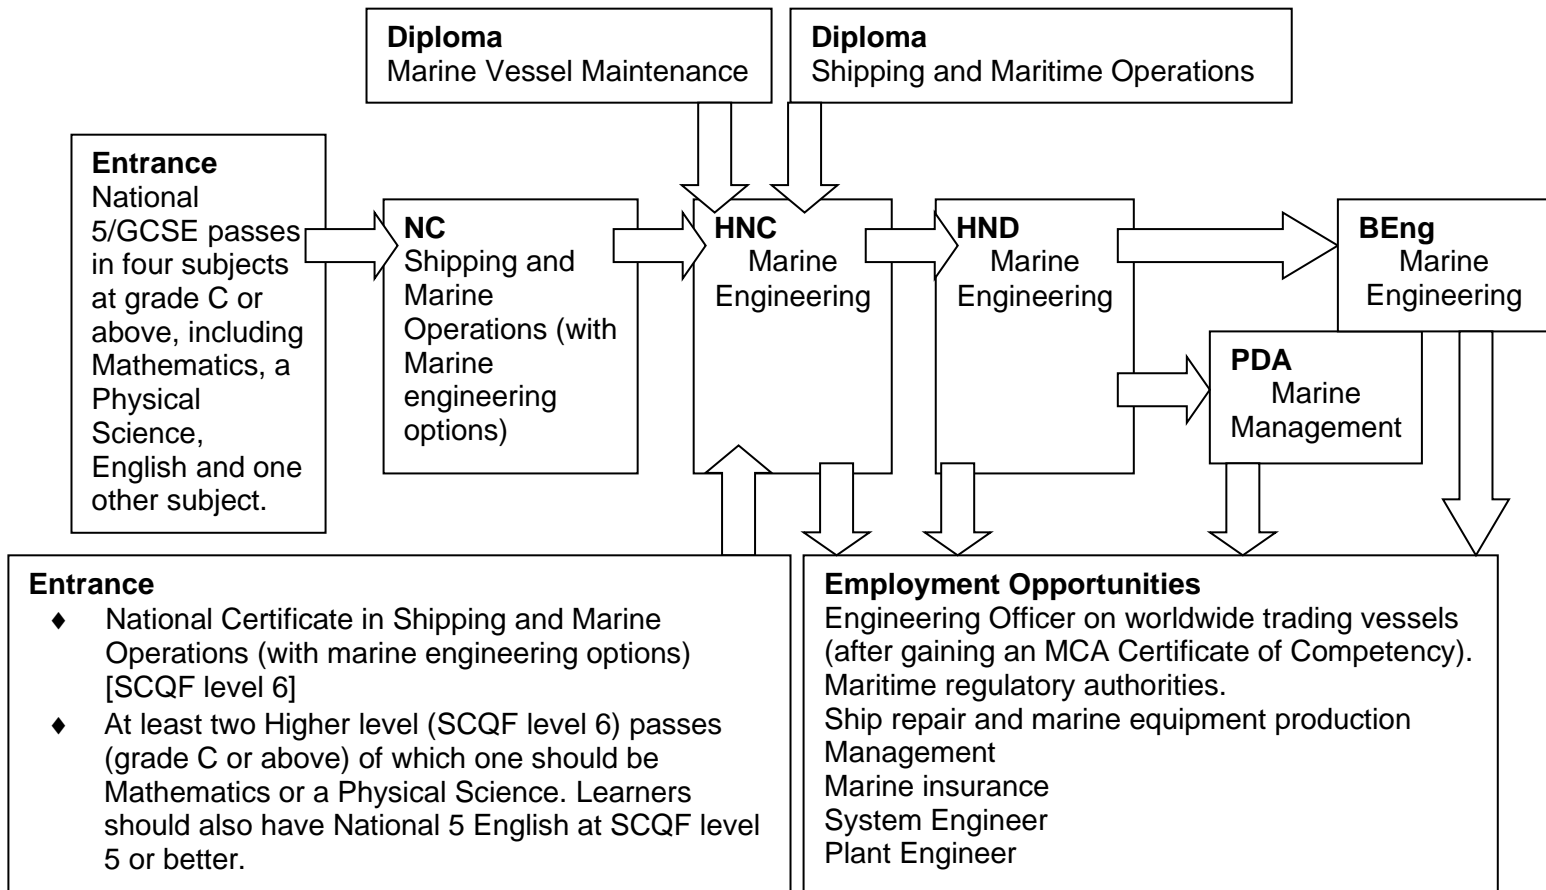 Diploma
Marine Vessel Maintenance
Diploma
Shipping and Maritime Operations
Entrance
National
5/GCSE passes
in four subjects
at grade C or
above, including
Mathematics, a
Physical
Science,
English and one
other subject.
NC
Shipping and
Marine
Operations (with
Marine
engineering
options)
HNC
Marine
Engineering
HND
Marine
Engineering
BEng
Marine
Engineering
PDA
Marine
Management
Entrance
♦ National Certificate in Shipping and Marine
Operations (with marine engineering options)
[SCQF level 6]
♦ At least two Higher level (SCQF level 6) passes
(grade C or above) of which one should be
Mathematics or a Physical Science. Learners
should also have National 5 English at SCQF level
5 or better.
Employment Opportunities
Engineering Officer on worldwide trading vessels
(after gaining an MCA Certificate of Competency).
Maritime regulatory authorities.
Ship repair and marine equipment production
Management
Marine insurance
System Engineer
Plant Engineer